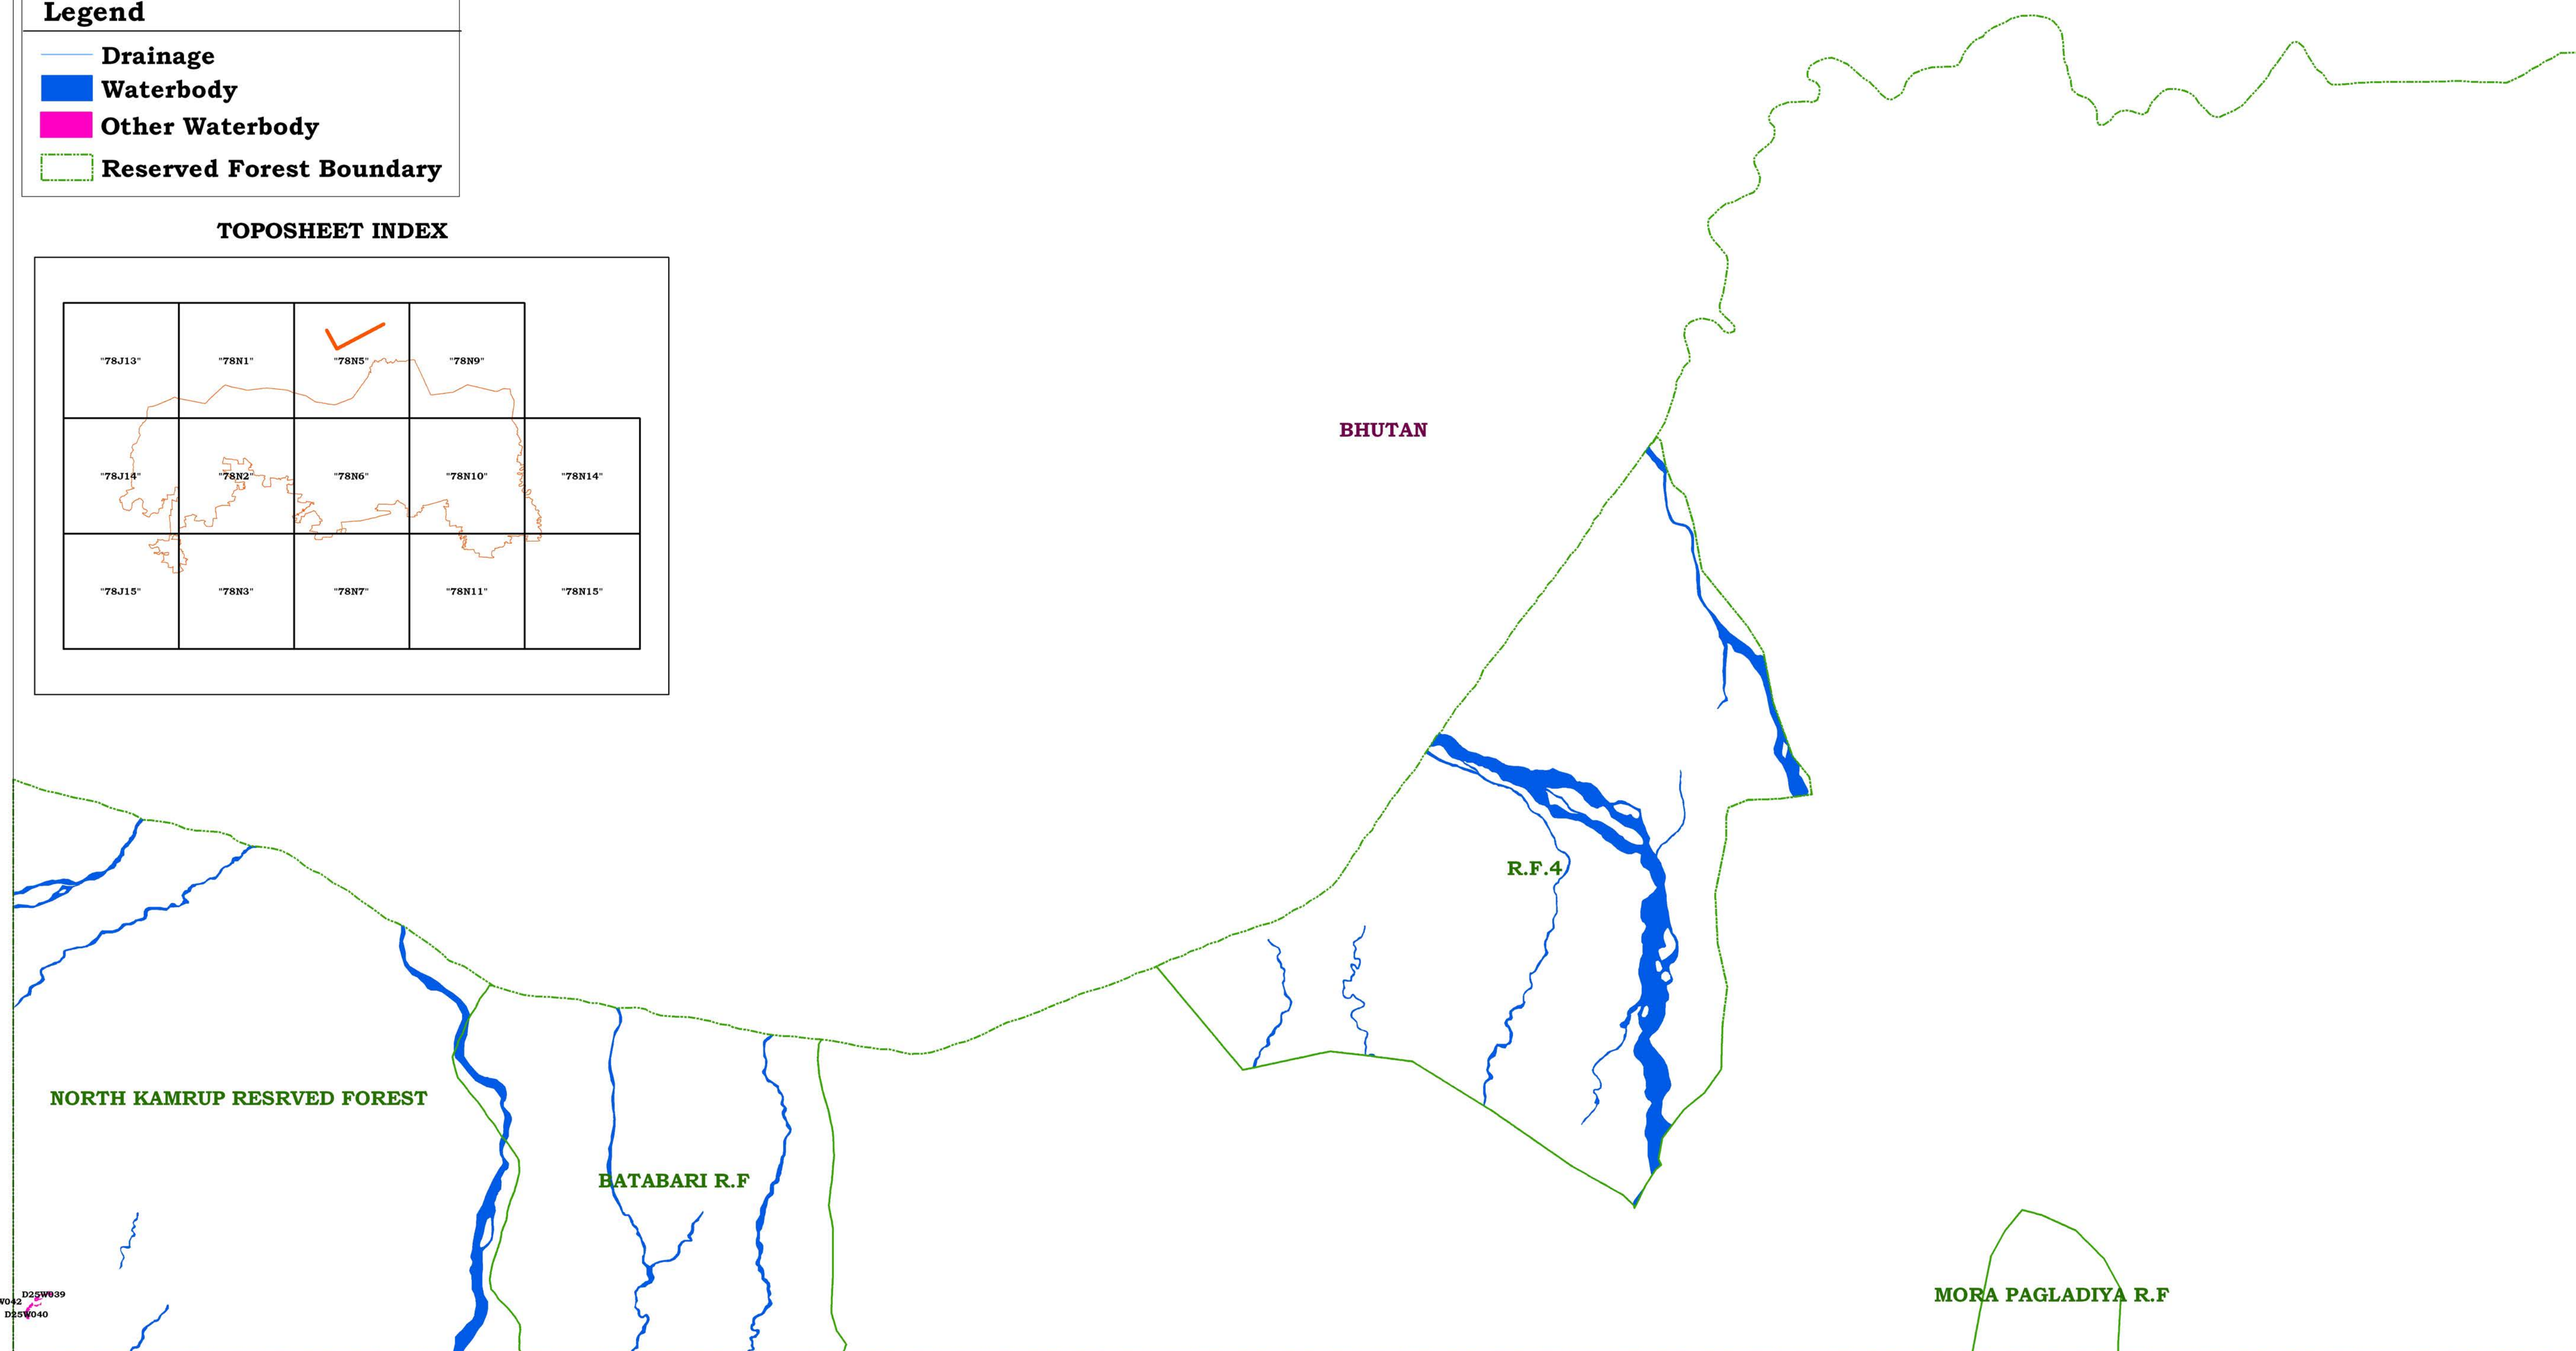 Legend
Drainage
Waterbody
Other Waterbody
Reserved Forest Boundary
TOPOSHEET INDEX
"78J13" "78N1" "78N5" "78N9"
"78J14" "78N2" "78N6" "78N10" "78N14"
"78J15" "78N3" "78N7" "78N11" "78N15"
BHUTAN
R.F.4
NORTH KAMRUP RESRVED FOREST
BATABARI R.F
MORA PAGLADIYA R.F
D25W039
W042
D25W040